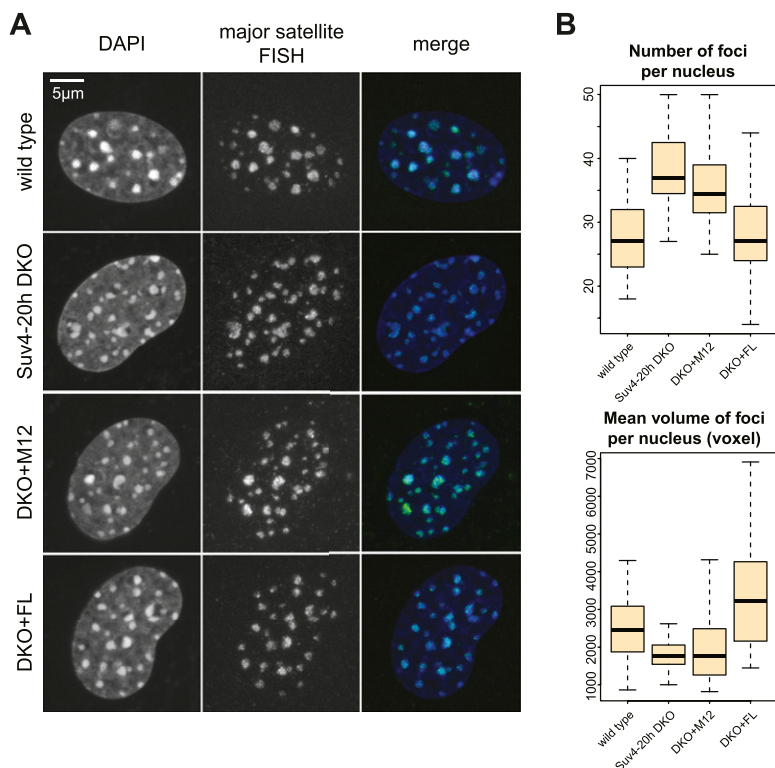 A
DAPI
major satellite
FISH
merge
5µm
wild type
Suv4-20h DKO
DKO+M12
DKO+FL
B
Number of foci
per nucleus
50
40
30
20
wild type
Suv4-20h DKO
DKO+M12
DKO+FL
Mean volume of foci
per nucleus (voxel)
7000
6000
5000
4000
3000
2000
1000
wild type
Suv4-20h DKO
DKO+M12
DKO+FL